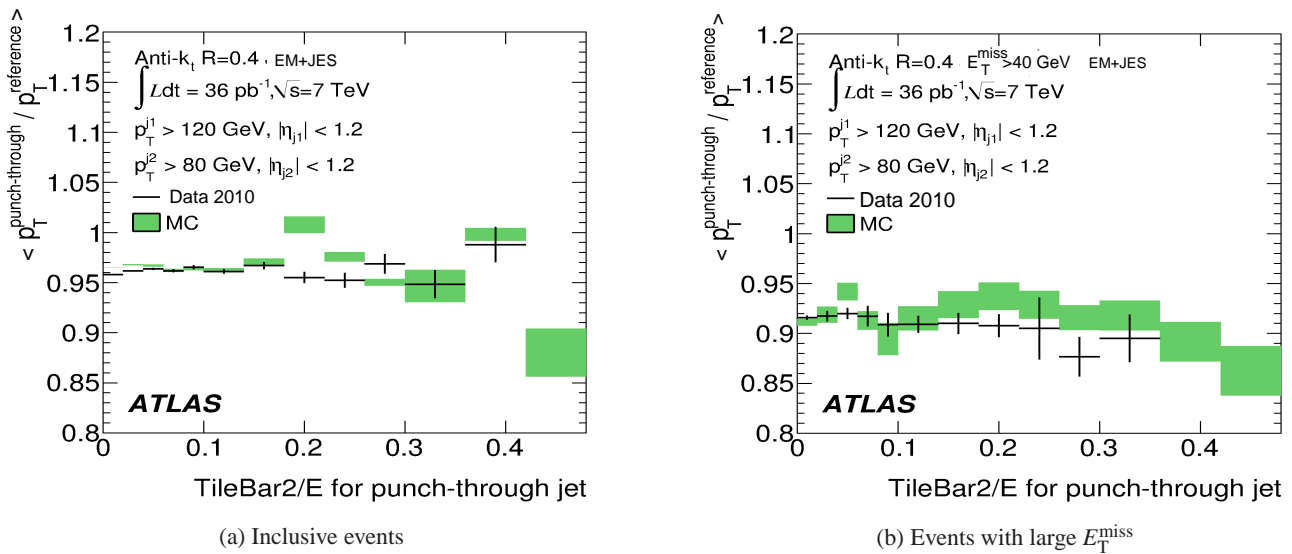 < p_T^punch-through / p_T^reference >
1.2
1.15
1.1
1.05
1
0.95
0.9
0.85
0.8
Anti-k_t R=0.4 , EM+JES
∫ Ldt = 36 pb^-1, √s=7 TeV
p_T^j1 > 120 GeV, |η_j1| < 1.2
p_T^j2 > 80 GeV, |η_j2| < 1.2
Data 2010
MC
ATLAS
0 0.1 0.2 0.3 0.4
TileBar2/E for punch-through jet
(a) Inclusive events
< p_T^punch-through / p_T^reference >
1.2
1.15
1.1
1.05
1
0.95
0.9
0.85
0.8
Anti-k_t R=0.4 , E_T^miss>40 GeV EM+JES
∫ Ldt = 36 pb^-1, √s=7 TeV
p_T^j1 > 120 GeV, |η_j1| < 1.2
p_T^j2 > 80 GeV, |η_j2| < 1.2
Data 2010
MC
ATLAS
0 0.1 0.2 0.3 0.4
TileBar2/E for punch-through jet
(b) Events with large E_T^miss